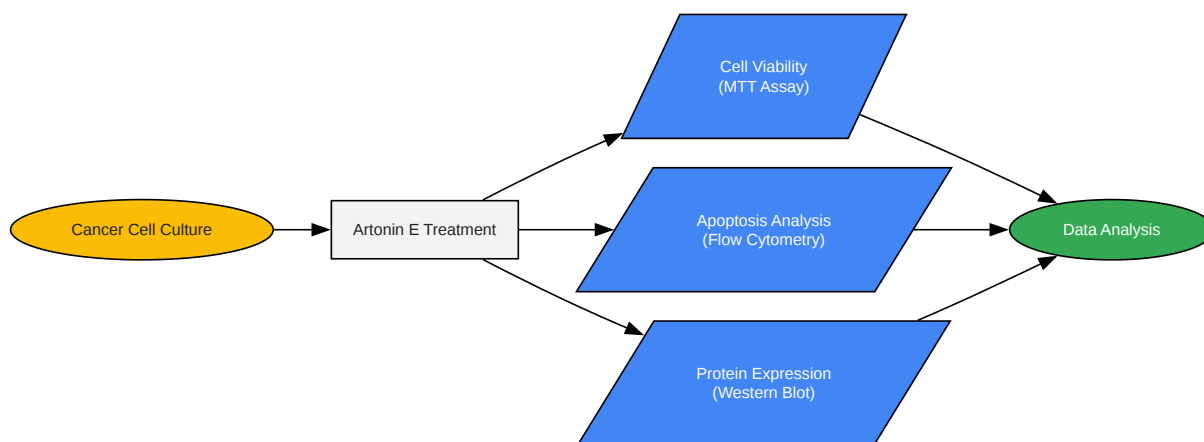 Cancer Cell Culture
Artonin E Treatment
Cell Viability
(MTT Assay)
Apoptosis Analysis
(Flow Cytometry)
Protein Expression
(Western Blot)
Data Analysis